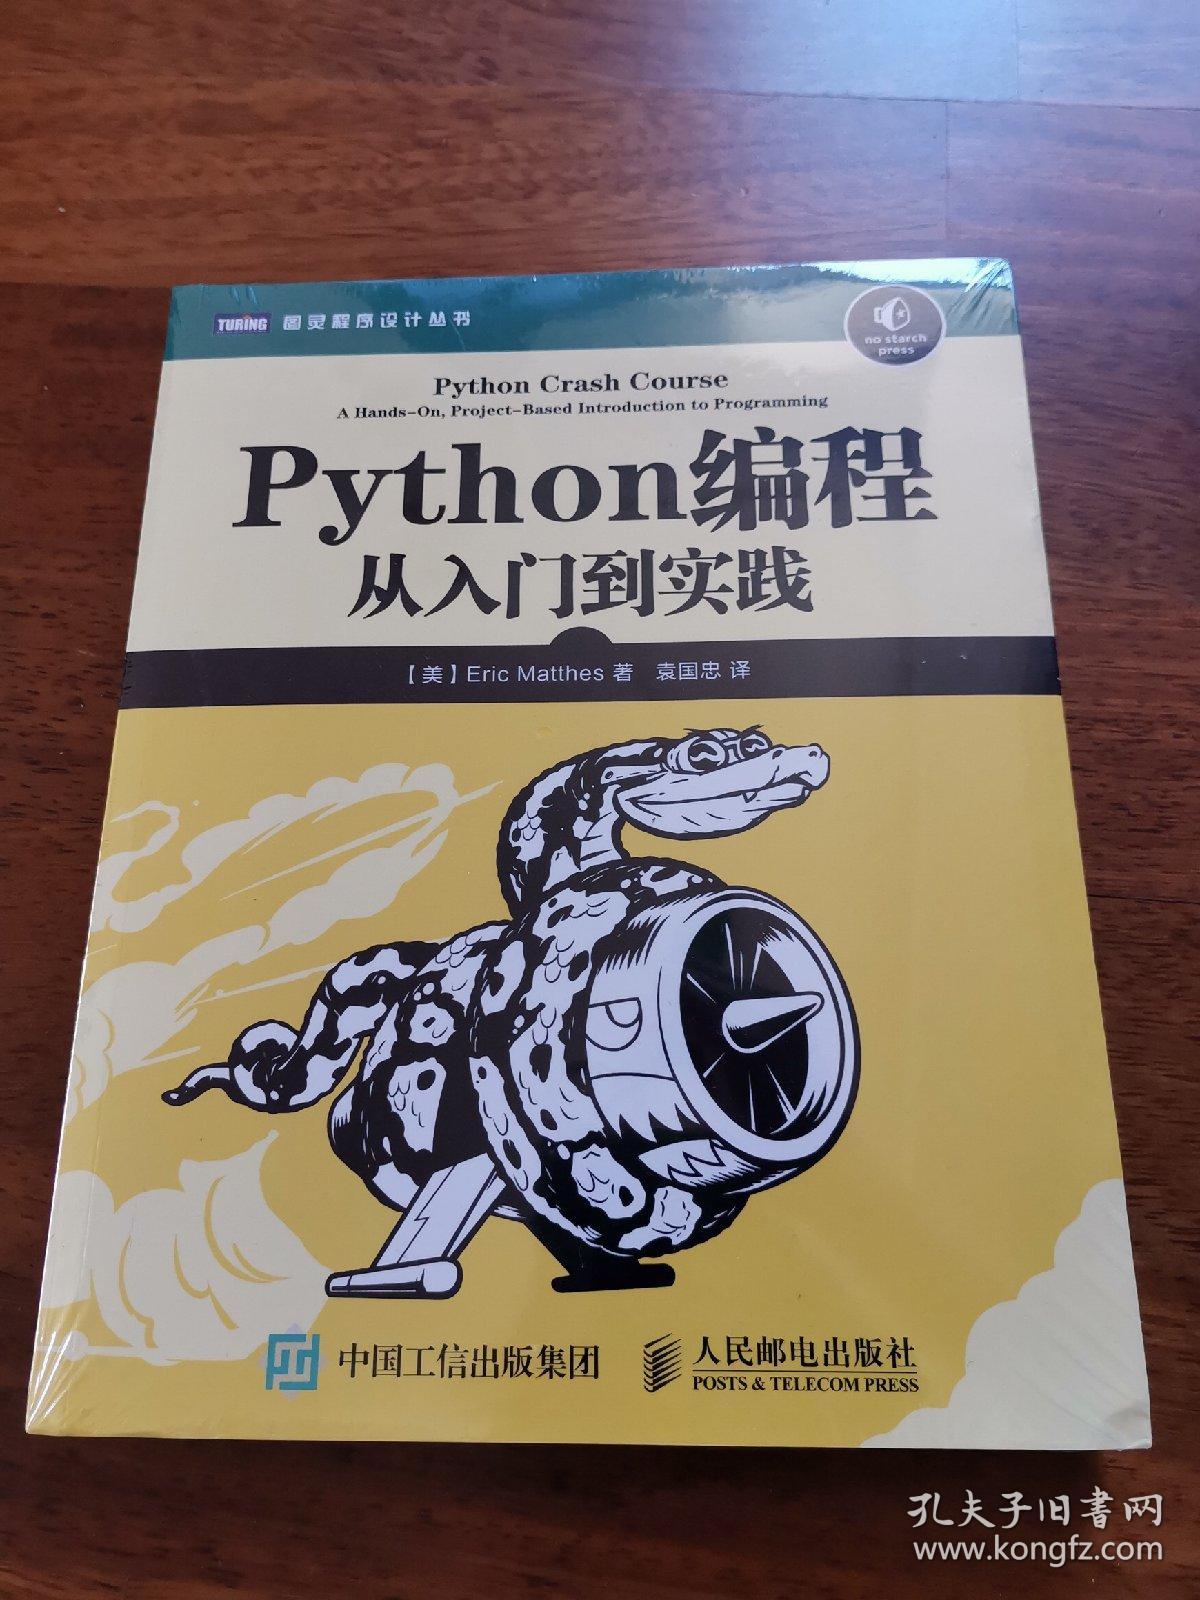 TURING 图灵程序设计丛书
no starch
press
Python Crash Course
A Hands-On, Project-Based Introduction to Programming
Python编程
从入门到实践
【美】Eric Matthes 著 袁国忠 译
中国工信出版集团
人民邮电出版社
POSTS & TELECOM PRESS
孔夫子旧书网
www.kongfz.com